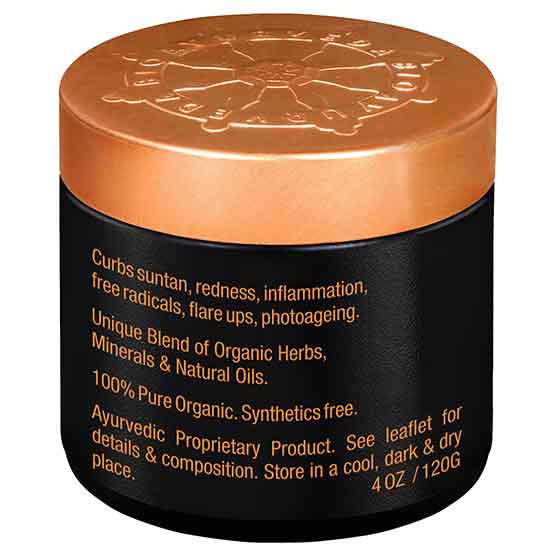 BIOAYURVEDA BIOAYURVEDA
Curbs suntan, redness, inflammation,
free radicals, flare ups, photoageing.
Unique Blend of Organic Herbs,
Minerals & Natural Oils.
100% Pure Organic. Synthetics free.
Ayurvedic Proprietary Product. See leaflet for
details & composition. Store in a cool, dark & dry
place.
4 OZ / 120G